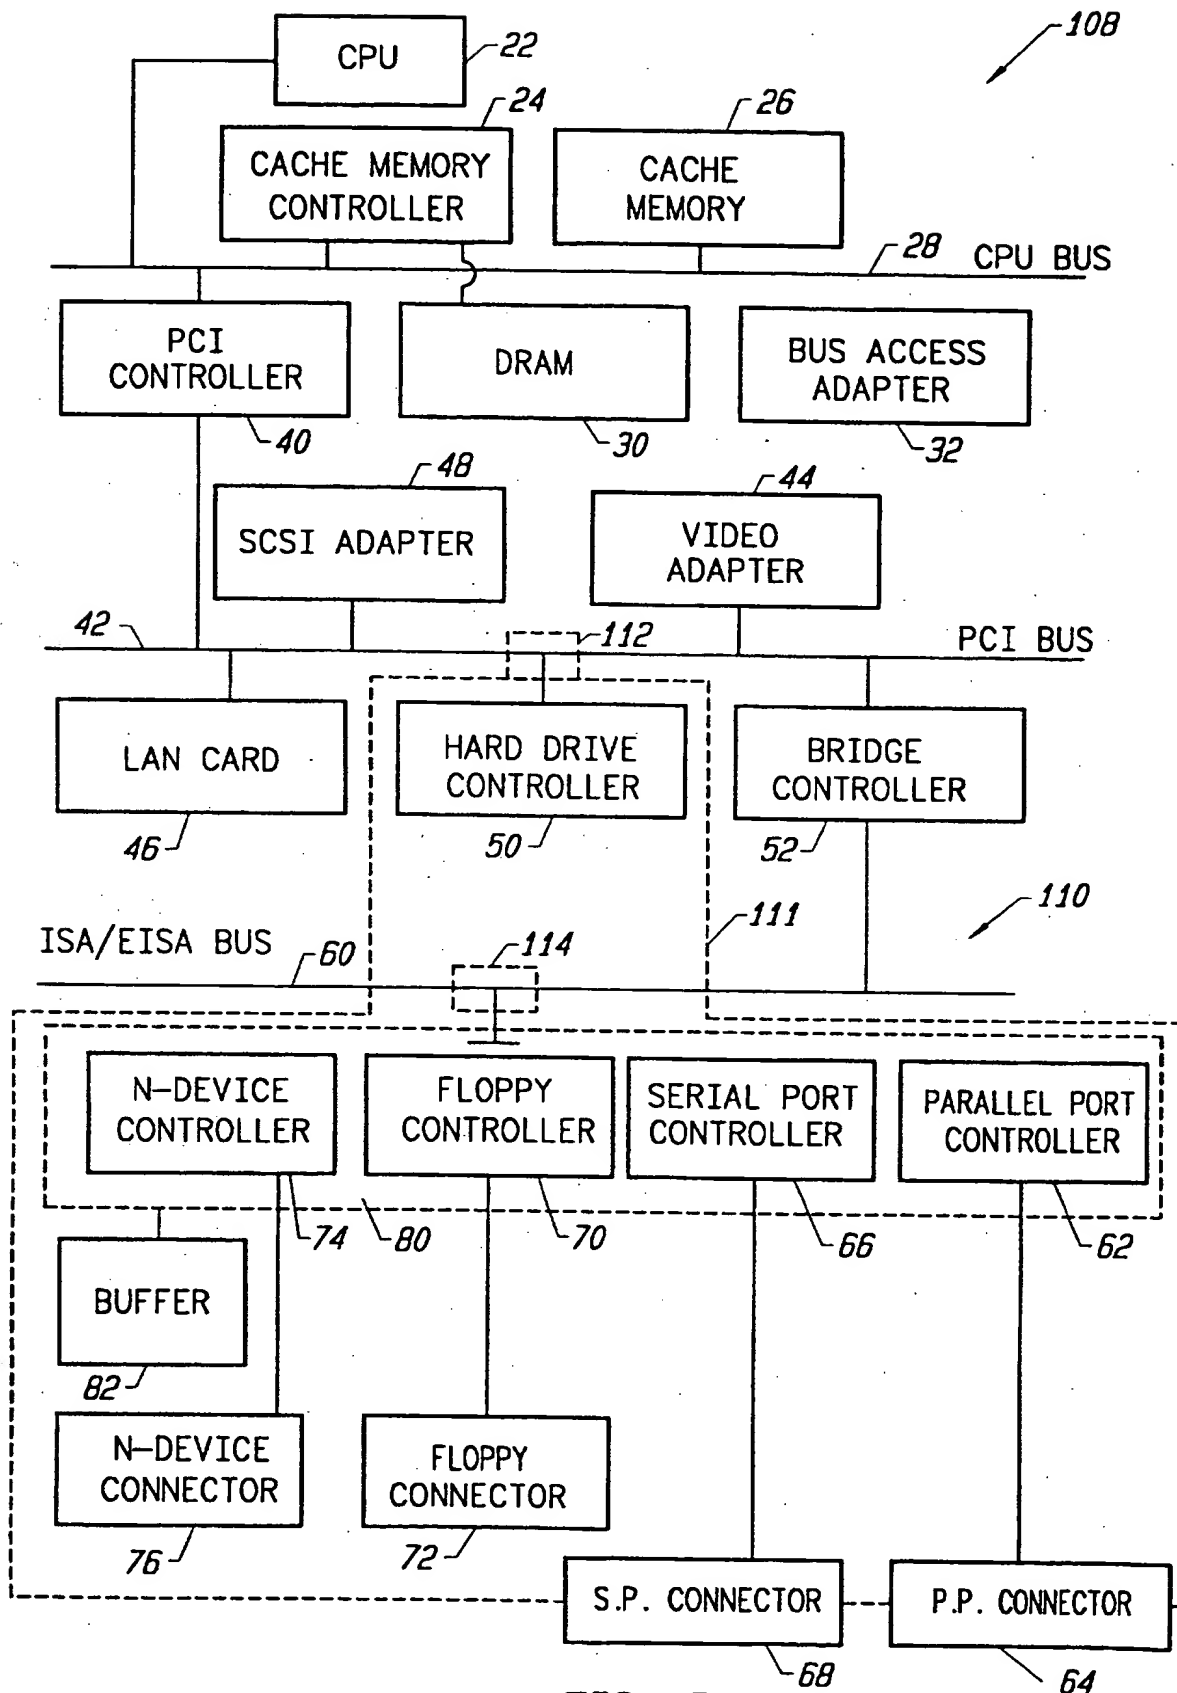 108
CPU
22
24
26
CACHE MEMORY
CONTROLLER
CACHE
MEMORY
28
CPU BUS
PCI
CONTROLLER
DRAM
BUS ACCESS
ADAPTER
40
30
32
48
44
SCSI ADAPTER
VIDEO
ADAPTER
42
112
PCI BUS
LAN CARD
HARD DRIVE
CONTROLLER
BRIDGE
CONTROLLER
46
50
52
111
110
ISA/EISA BUS
60
114
N-DEVICE
CONTROLLER
FLOPPY
CONTROLLER
SERIAL PORT
CONTROLLER
PARALLEL PORT
CONTROLLER
74
80
70
66
62
BUFFER
82
N-DEVICE
CONNECTOR
FLOPPY
CONNECTOR
76
72
S.P. CONNECTOR
P.P. CONNECTOR
68
64